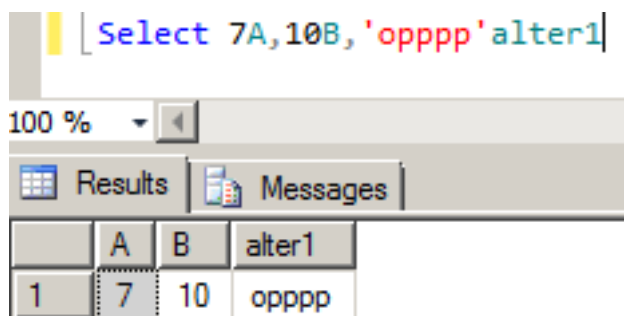 Select 7A,10B,'opppp'alter1
100 %
Results Messages
A B alter1
1 7 10 opppp